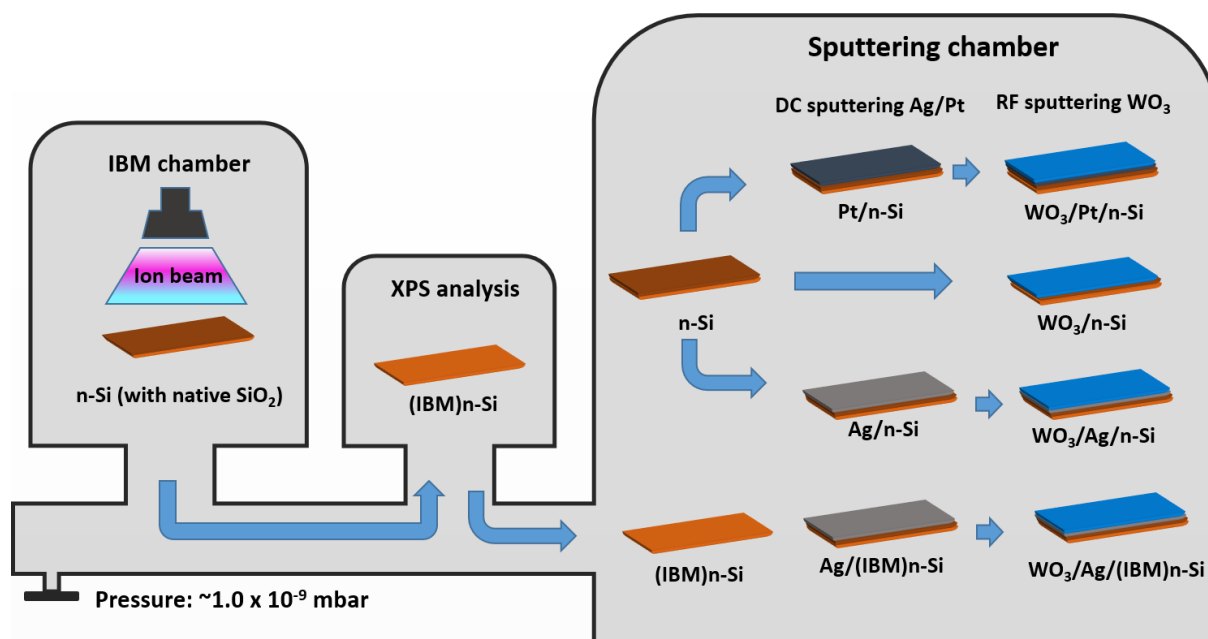 Sputtering chamber
DC sputtering Ag/Pt
RF sputtering WO₃
IBM chamber
Ion beam
n-Si (with native SiO₂)
XPS analysis
(IBM)n-Si
Pt/n-Si
WO₃/Pt/n-Si
n-Si
WO₃/n-Si
Ag/n-Si
WO₃/Ag/n-Si
(IBM)n-Si
Ag/(IBM)n-Si
WO₃/Ag/(IBM)n-Si
Pressure: ~1.0 x 10⁻⁹ mbar